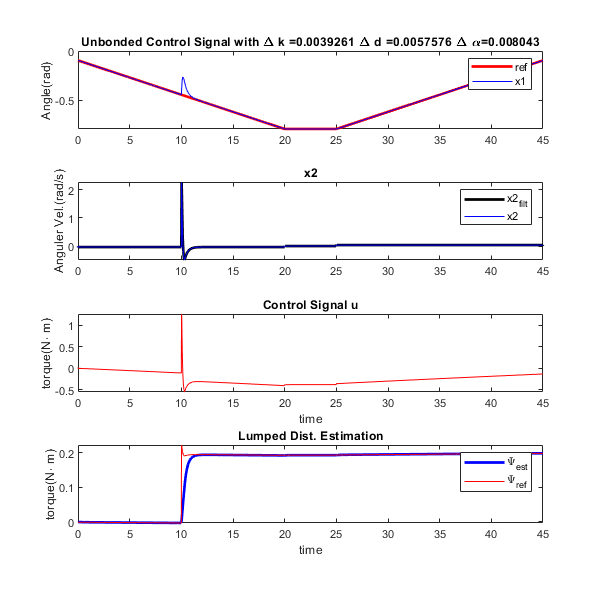 Unbonded Control Signal with Δ k =0.0039261 Δ d =0.0057576 Δ α=0.008043
Angle(rad)
0
-0.5
ref
x1
0 5 10 15 20 25 30 35 40 45
x2
Anguler Vel.(rad/s)
2
1
0
x2filt
x2
0 5 10 15 20 25 30 35 40 45
Control Signal u
torque(N· m)
1
0.5
0
-0.5
0 5 10 15 20 25 30 35 40 45
time
Lumped Dist. Estimation
torque(N· m)
0.2
0.1
0
Ψest
Ψref
0 5 10 15 20 25 30 35 40 45
time